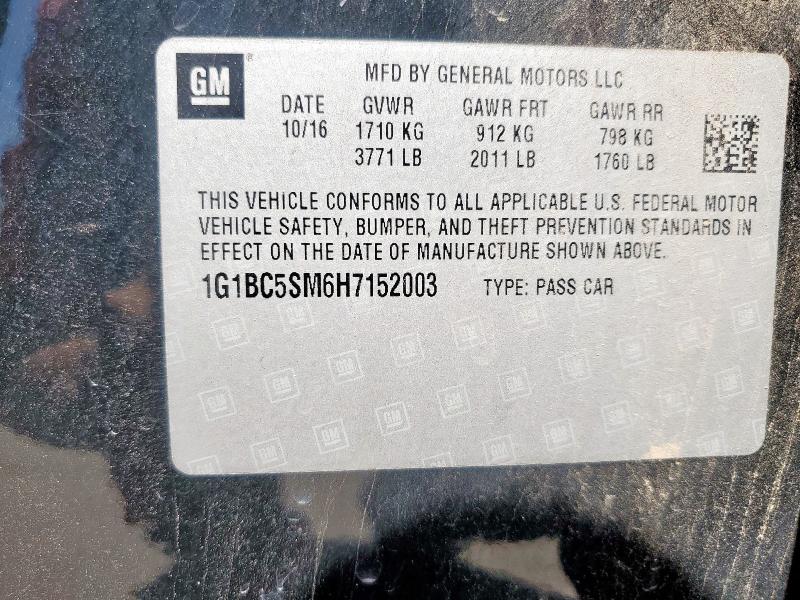 GM
MFD BY GENERAL MOTORS LLC
DATE GVWR GAWR FRT GAWR RR
10/16 1710 KG 912 KG 798 KG
3771 LB 2011 LB 1760 LB
THIS VEHICLE CONFORMS TO ALL APPLICABLE U.S. FEDERAL MOTOR
VEHICLE SAFETY, BUMPER, AND THEFT PREVENTION STANDARDS IN
EFFECT ON THE DATE OF MANUFACTURE SHOWN ABOVE.
1G1BC5SM6H7152003 TYPE: PASS CAR